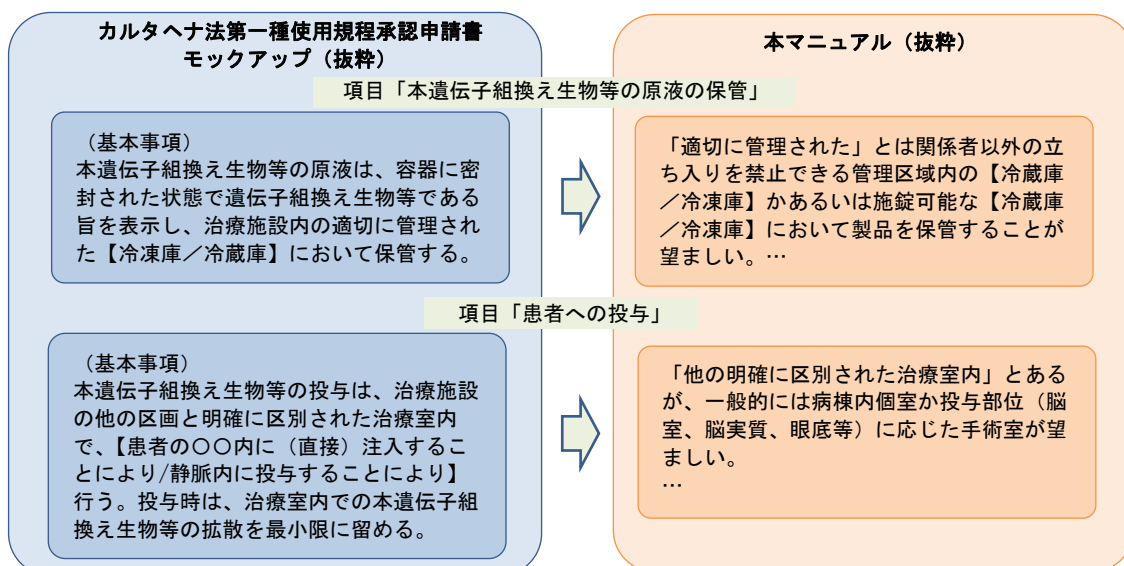 カルタヘナ法第一種使用規程承認申請書
モックアップ（抜粋）
本マニュアル（抜粋）
項目「本遺伝子組換え生物等の原液の保管」
（基本事項）
本遺伝子組換え生物等の原液は、容器に密
封された状態で遺伝子組換え生物等である
旨を表示し、治療施設内の適切に管理され
た【冷凍庫／冷蔵庫】において保管する。
「適切に管理された」とは関係者以外の立
ち入りを禁止できる管理区域内の【冷蔵庫
／冷凍庫】かあるいは施錠可能な【冷蔵庫
／冷凍庫】において製品を保管することが
望ましい。…
項目「患者への投与」
（基本事項）
本遺伝子組換え生物等の投与は、治療施設
の他の区画と明確に区別された治療室内
で、【患者の〇〇内に（直接）注入するこ
とにより/静脈内に投与することにより】
行う。投与時は、治療室内での本遺伝子組
換え生物等の拡散を最小限に留める。
「他の明確に区別された治療室内」とある
が、一般的には病棟内個室か投与部位（脳
室、脳実質、眼底等）に応じた手術室が望
ましい。
…